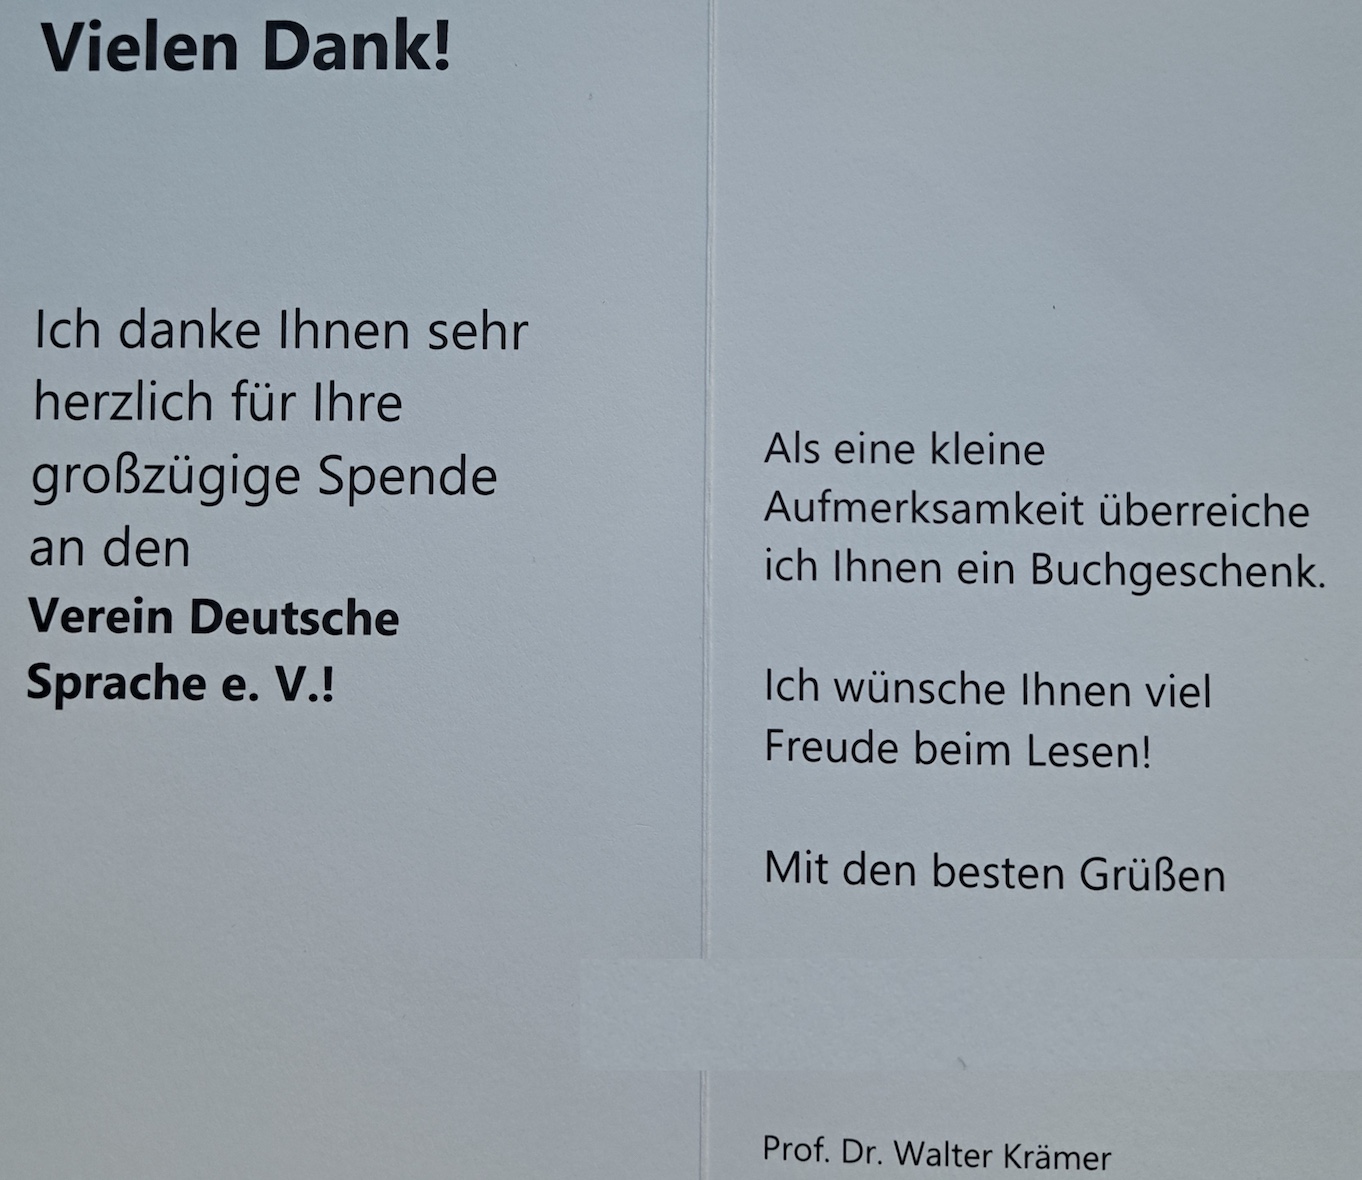 Vielen Dank!
Ich danke Ihnen sehr
herzlich für Ihre
großzügige Spende
an den
Verein Deutsche
Sprache e. V.!
Als eine kleine
Aufmerksamkeit überreiche
ich Ihnen ein Buchgeschenk.
Ich wünsche Ihnen viel
Freude beim Lesen!
Mit den besten Grüßen
Prof. Dr. Walter Krämer